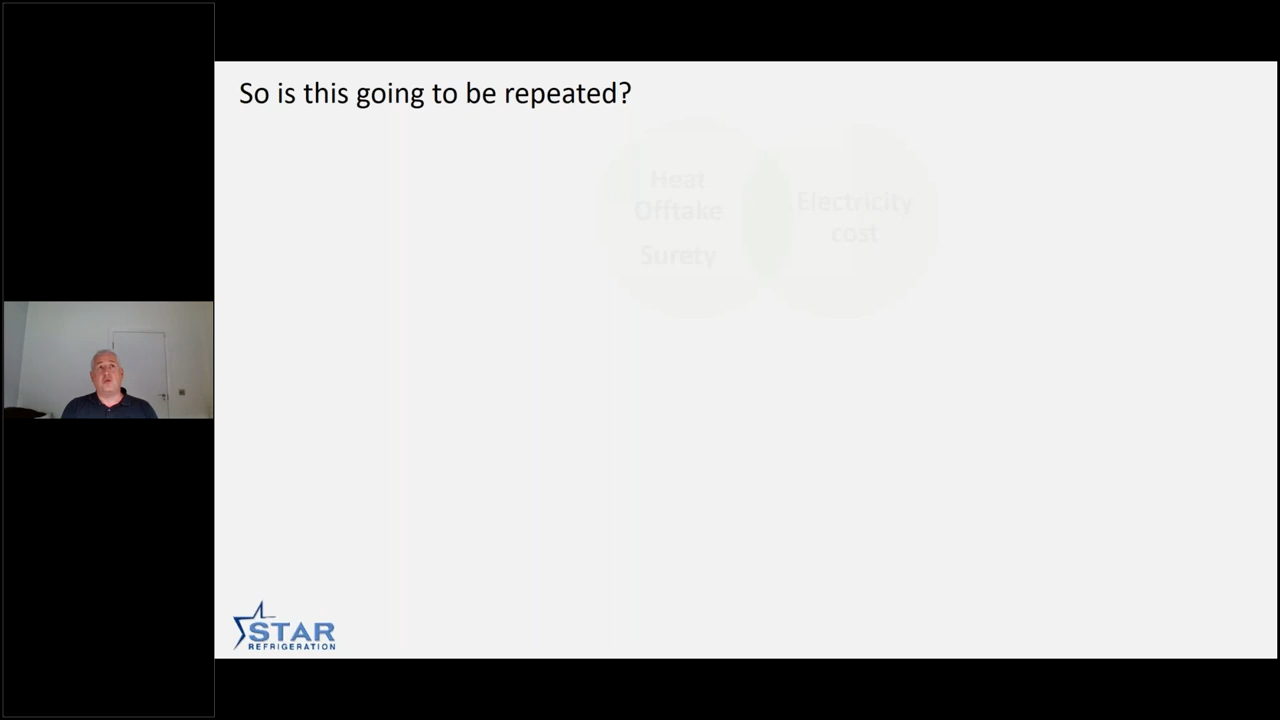 So is this going to be repeated?
Heat
Offtake
Surety
Electricity
cost
STAR
REFRIGERATION